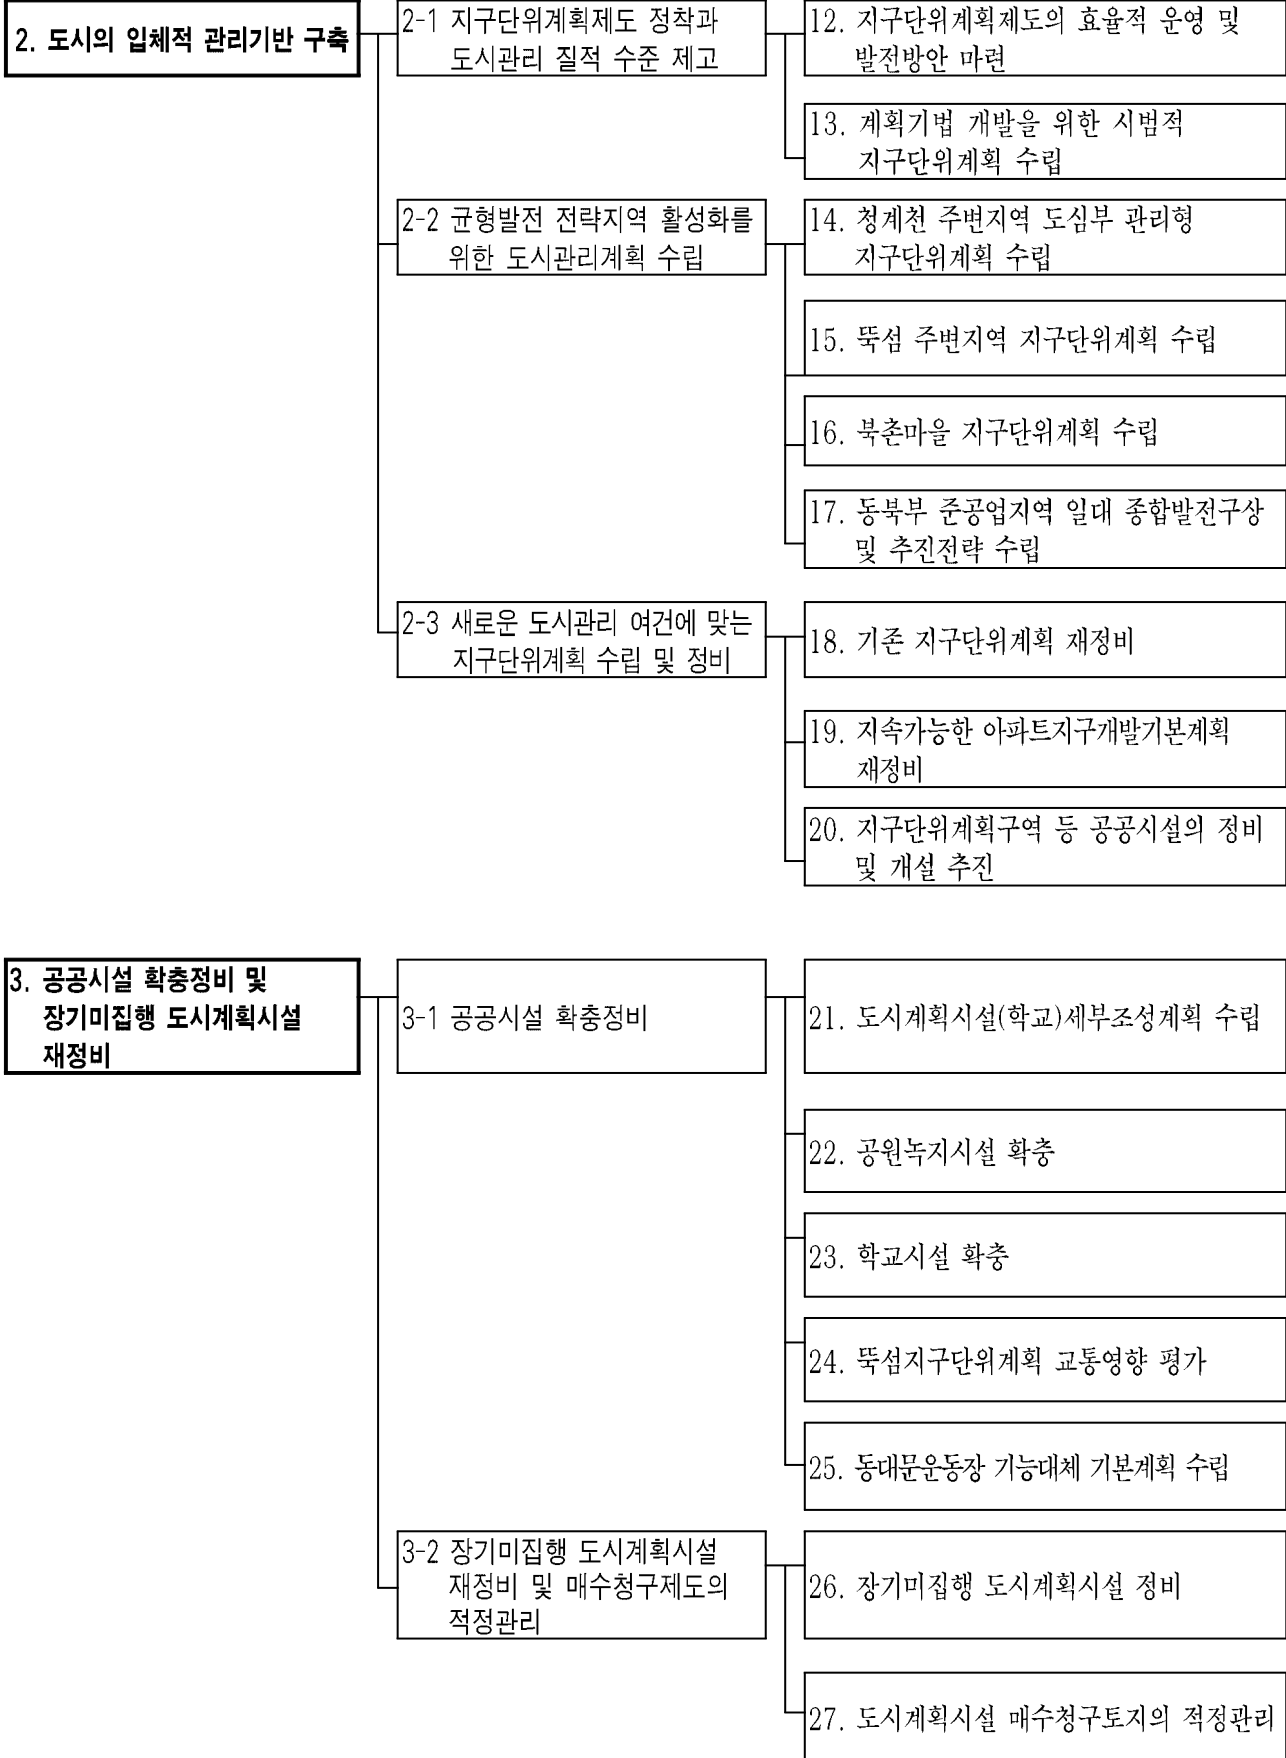 2. 도시의 입체적 관리기반 구축
2-1 지구단위계획제도 정착과
도시관리 질적 수준 제고
12. 지구단위계획제도의 효율적 운영 및
발전방안 마련
13. 계획기법 개발을 위한 시범적
지구단위계획 수립
2-2 균형발전 전략지역 활성화를
위한 도시관리계획 수립
14. 청계천 주변지역 도심부 관리형
지구단위계획 수립
15. 뚝섬 주변지역 지구단위계획 수립
16. 북촌마을 지구단위계획 수립
17. 동북부 준공업지역 일대 종합발전구상
및 추진전략 수립
2-3 새로운 도시관리 여건에 맞는
지구단위계획 수립 및 정비
18. 기존 지구단위계획 재정비
19. 지속가능한 아파트지구개발기본계획
재정비
20. 지구단위계획구역 등 공공시설의 정비
및 개설 추진
3. 공공시설 확충정비 및
장기미집행 도시계획시설
재정비
3-1 공공시설 확충정비
21. 도시계획시설(학교)세부조성계획 수립
22. 공원녹지시설 확충
23. 학교시설 확충
24. 뚝섬지구단위계획 교통영향 평가
25. 동대문운동장 기능대체 기본계획 수립
3-2 장기미집행 도시계획시설
재정비 및 매수청구제도의
적정관리
26. 장기미집행 도시계획시설 정비
27. 도시계획시설 매수청구토지의 적정관리